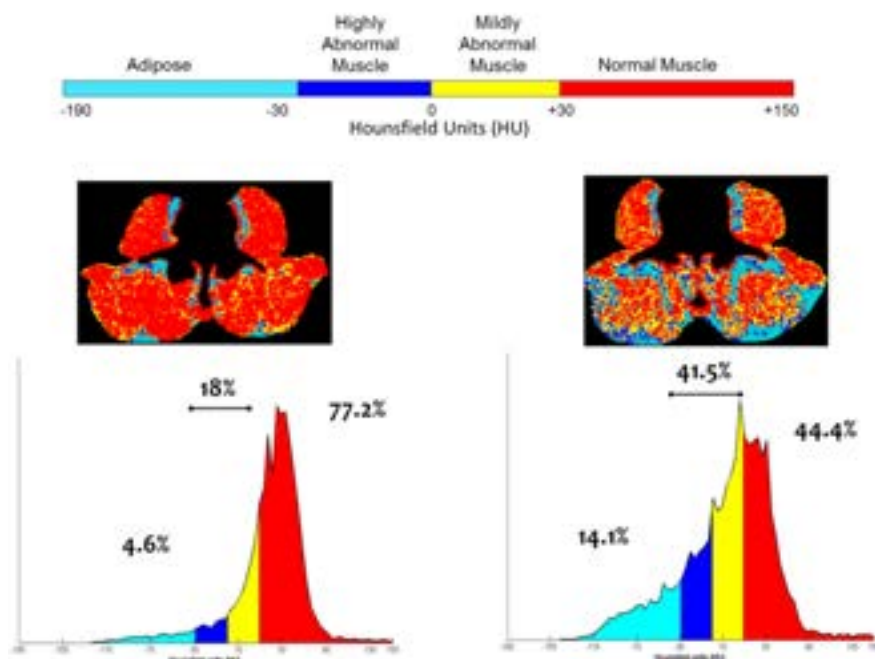 Highly
Abnormal
Muscle
Mildly
Abnormal
Muscle
Adipose
Normal Muscle
-190
-30
0
+30
+150
Hounsfield Units (HU)
18%
77.2%
4.6%
41.5%
44.4%
14.1%